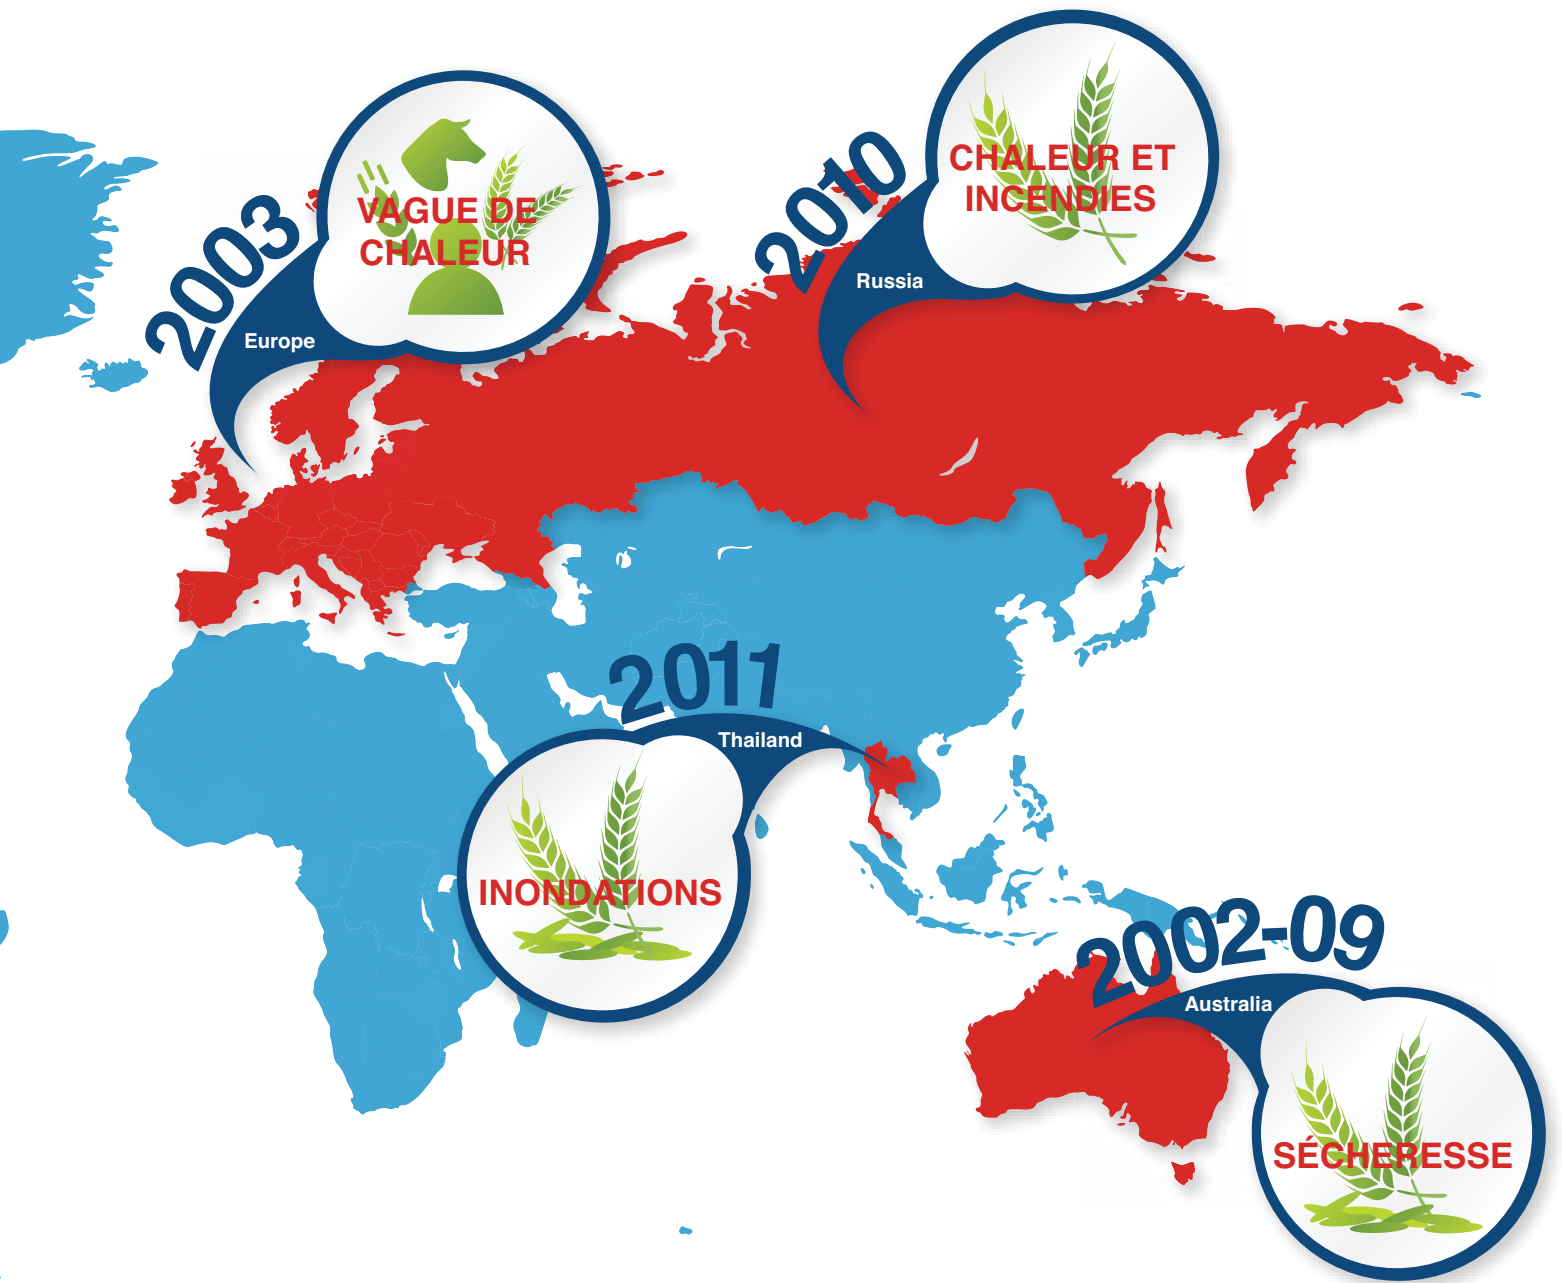 2003
Europe
VAGUE DE
CHALEUR
2010
Russia
CHALEUR ET
INCENDIES
2011
Thailand
INONDATIONS
2002-09
Australia
SÉCHERESSE